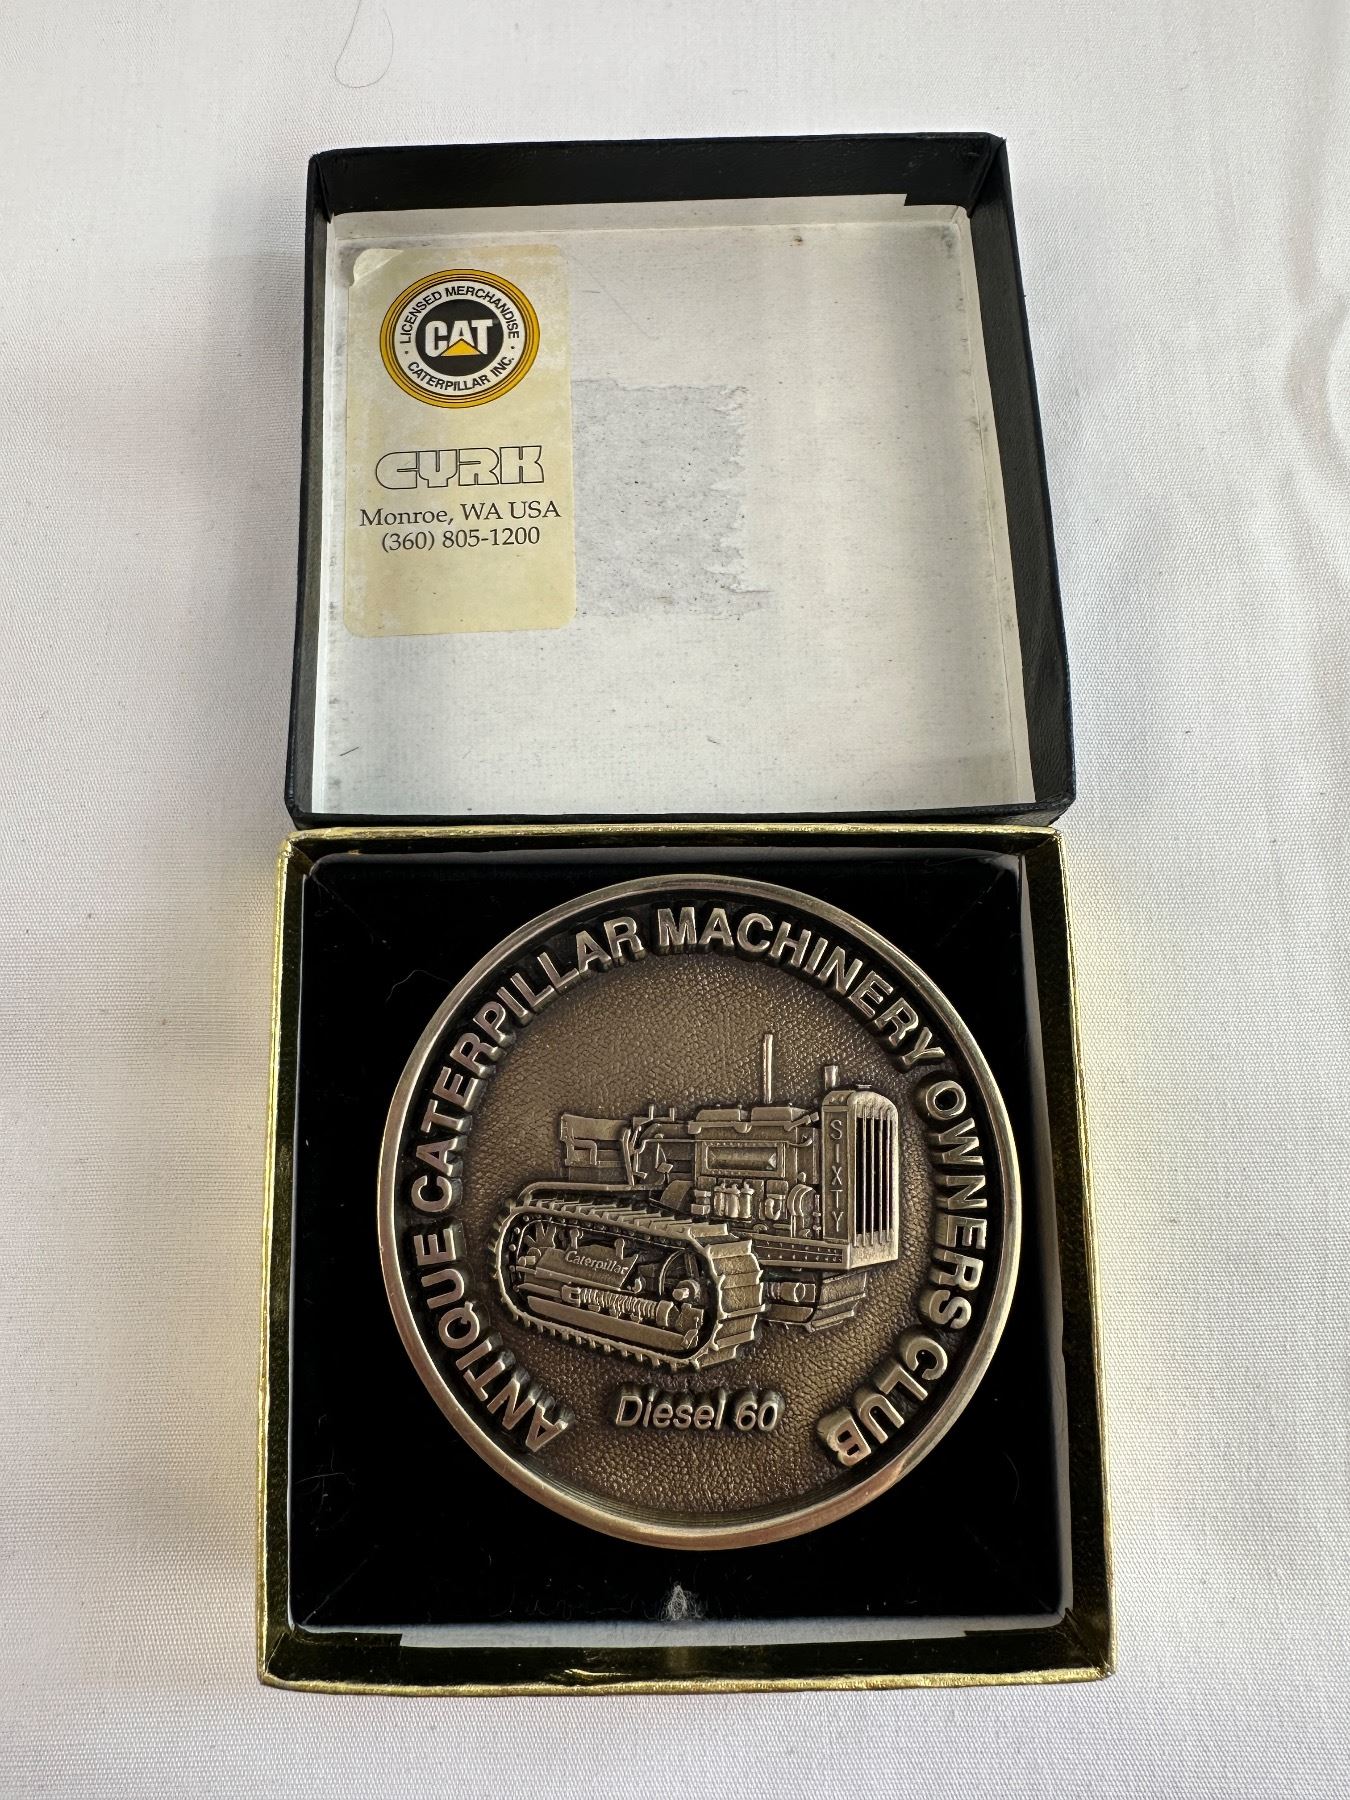 LICENSED MERCHANDISE
CAT
CATERPILLAR INC.
CYRK
Monroe, WA USA
(360) 805-1200
ANTIQUE CATERPILLAR MACHINERY OWNERS CLUB
SIXTY
Caterpillar
Diesel 60